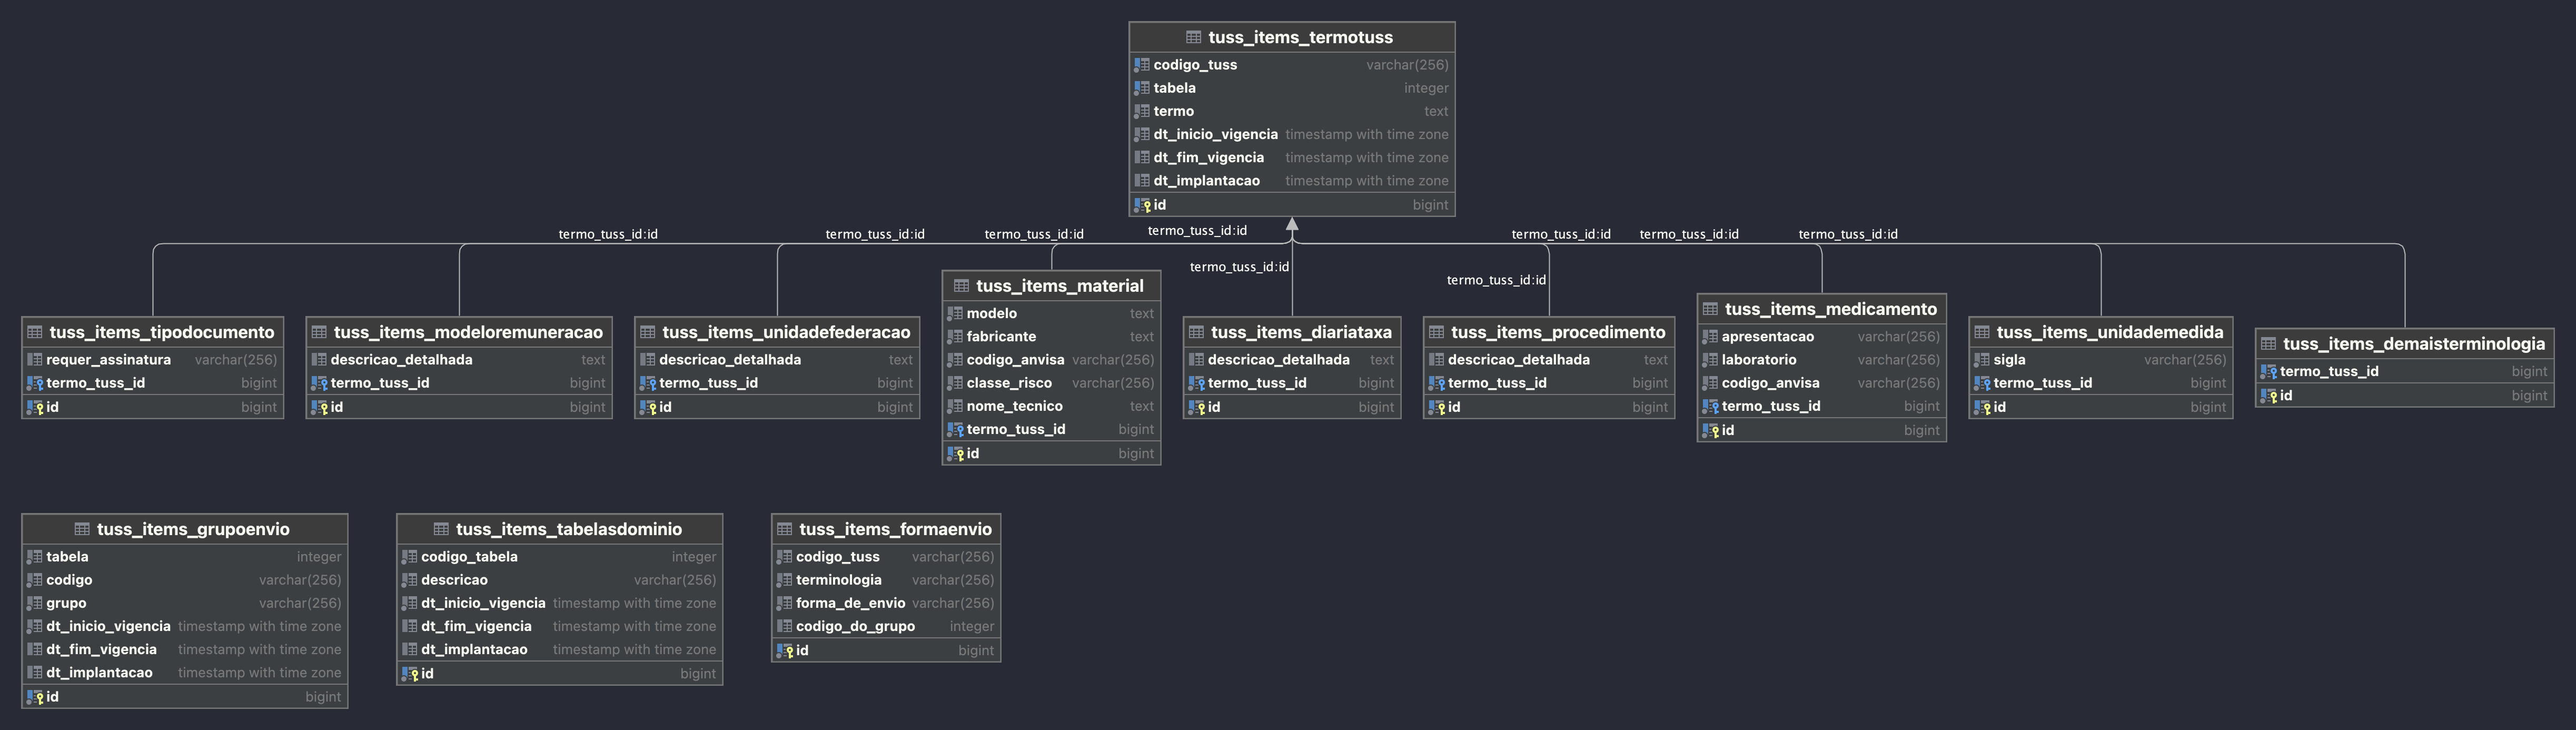 tuss_items_termotuss
codigo_tuss varchar(256)
tabela integer
termo text
dt_inicio_vigencia timestamp with time zone
dt_fim_vigencia timestamp with time zone
dt_implantacao timestamp with time zone
id bigint
termo_tuss_id:id
termo_tuss_id:id
termo_tuss_id:id
termo_tuss_id:id
termo_tuss_id:id
termo_tuss_id:id
termo_tuss_id:id
termo_tuss_id:id
termo_tuss_id:id
tuss_items_tipodocumento
requer_assinatura varchar(256)
termo_tuss_id bigint
id bigint
tuss_items_modeloremuneracao
descricao_detalhada text
termo_tuss_id bigint
id bigint
tuss_items_unidadefederacao
descricao_detalhada text
termo_tuss_id bigint
id bigint
tuss_items_material
modelo text
fabricante text
codigo_anvisa varchar(256)
classe_risco varchar(256)
nome_tecnico text
termo_tuss_id bigint
id bigint
tuss_items_diariataxa
descricao_detalhada text
termo_tuss_id bigint
id bigint
tuss_items_procedimento
descricao_detalhada text
termo_tuss_id bigint
id bigint
tuss_items_medicamento
apresentacao varchar(256)
laboratorio varchar(256)
codigo_anvisa varchar(256)
termo_tuss_id bigint
id bigint
tuss_items_unidademedida
sigla varchar(256)
termo_tuss_id bigint
id bigint
tuss_items_demaisterminologia
termo_tuss_id bigint
id bigint
tuss_items_grupoenvio
tabela integer
codigo varchar(256)
grupo varchar(256)
dt_inicio_vigencia timestamp with time zone
dt_fim_vigencia timestamp with time zone
dt_implantacao timestamp with time zone
id bigint
tuss_items_tabelasdominio
codigo_tabela integer
descricao varchar(256)
dt_inicio_vigencia timestamp with time zone
dt_fim_vigencia timestamp with time zone
dt_implantacao timestamp with time zone
id bigint
tuss_items_formaenvio
codigo_tuss varchar(256)
terminologia varchar(256)
forma_de_envio varchar(256)
codigo_do_grupo integer
id bigint